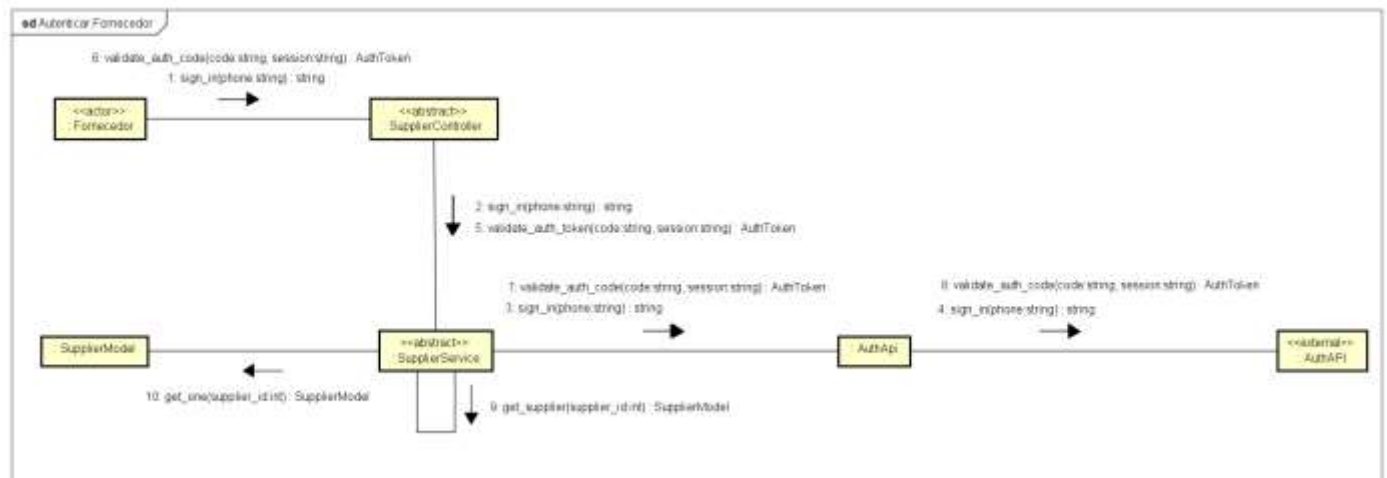 sd Autenticar Fornecedor
6: validate_auth_code(code:string, session:string) : AuthToken
1: sign_in(phone:string) : string
<<actor>>
: Fornecedor
<<abstract>>
SupplierController
2: sign_in(phone:string) : string
5: validate_auth_token(code:string, session:string) : AuthToken
7: validate_auth_code(code:string, session:string) : AuthToken
3: sign_in(phone:string) : string
8: validate_auth_code(code:string, session:string) : AuthToken
4: sign_in(phone:string) : string
SupplierModel
<<abstract>>
SupplierService
AuthApi
<<external>>
AuthAPI
10: get_one(supplier_id:int) : SupplierModel
9: get_supplier(supplier_id:int) : SupplierModel